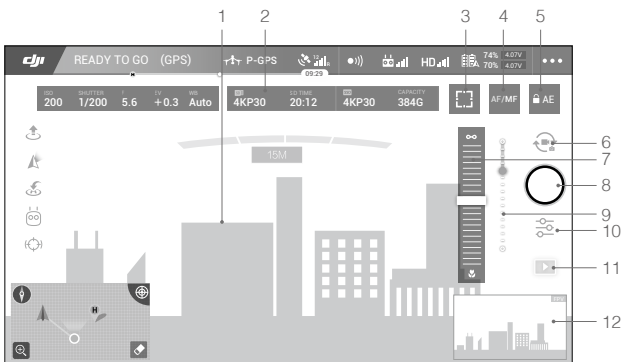 1 2 3 4 5
dji READY TO GO (GPS) P-GPS 12 HD 74% 4.07V
70% 4.07V
09:29
ISO SHUTTER F EV WB SD TIME CAPACITY
200 1/200 5.6 +0.3 Auto 4KP30 20:12 4KP30 384G AF/MF AE
6
7
15M
8
9
10
11
H
12